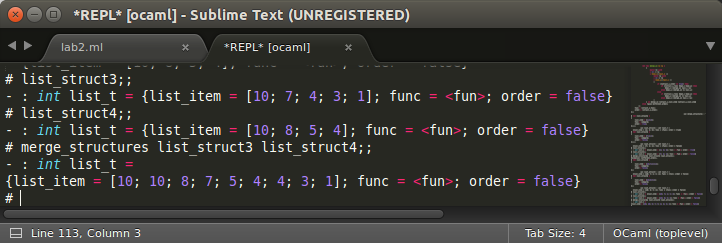 *REPL* [ocaml] - Sublime Text (UNREGISTERED)
lab2.ml
*REPL* [ocaml]
# list_struct3;;
- : int list_t = {list_item = [10; 7; 4; 3; 1]; func = <fun>; order = false}
# list_struct4;;
- : int list_t = {list_item = [10; 8; 5; 4]; func = <fun>; order = false}
# merge_structures list_struct3 list_struct4;;
- : int list_t =
{list_item = [10; 10; 8; 7; 5; 4; 4; 3; 1]; func = <fun>; order = false}
#
Line 113, Column 3
Tab Size: 4
OCaml (toplevel)